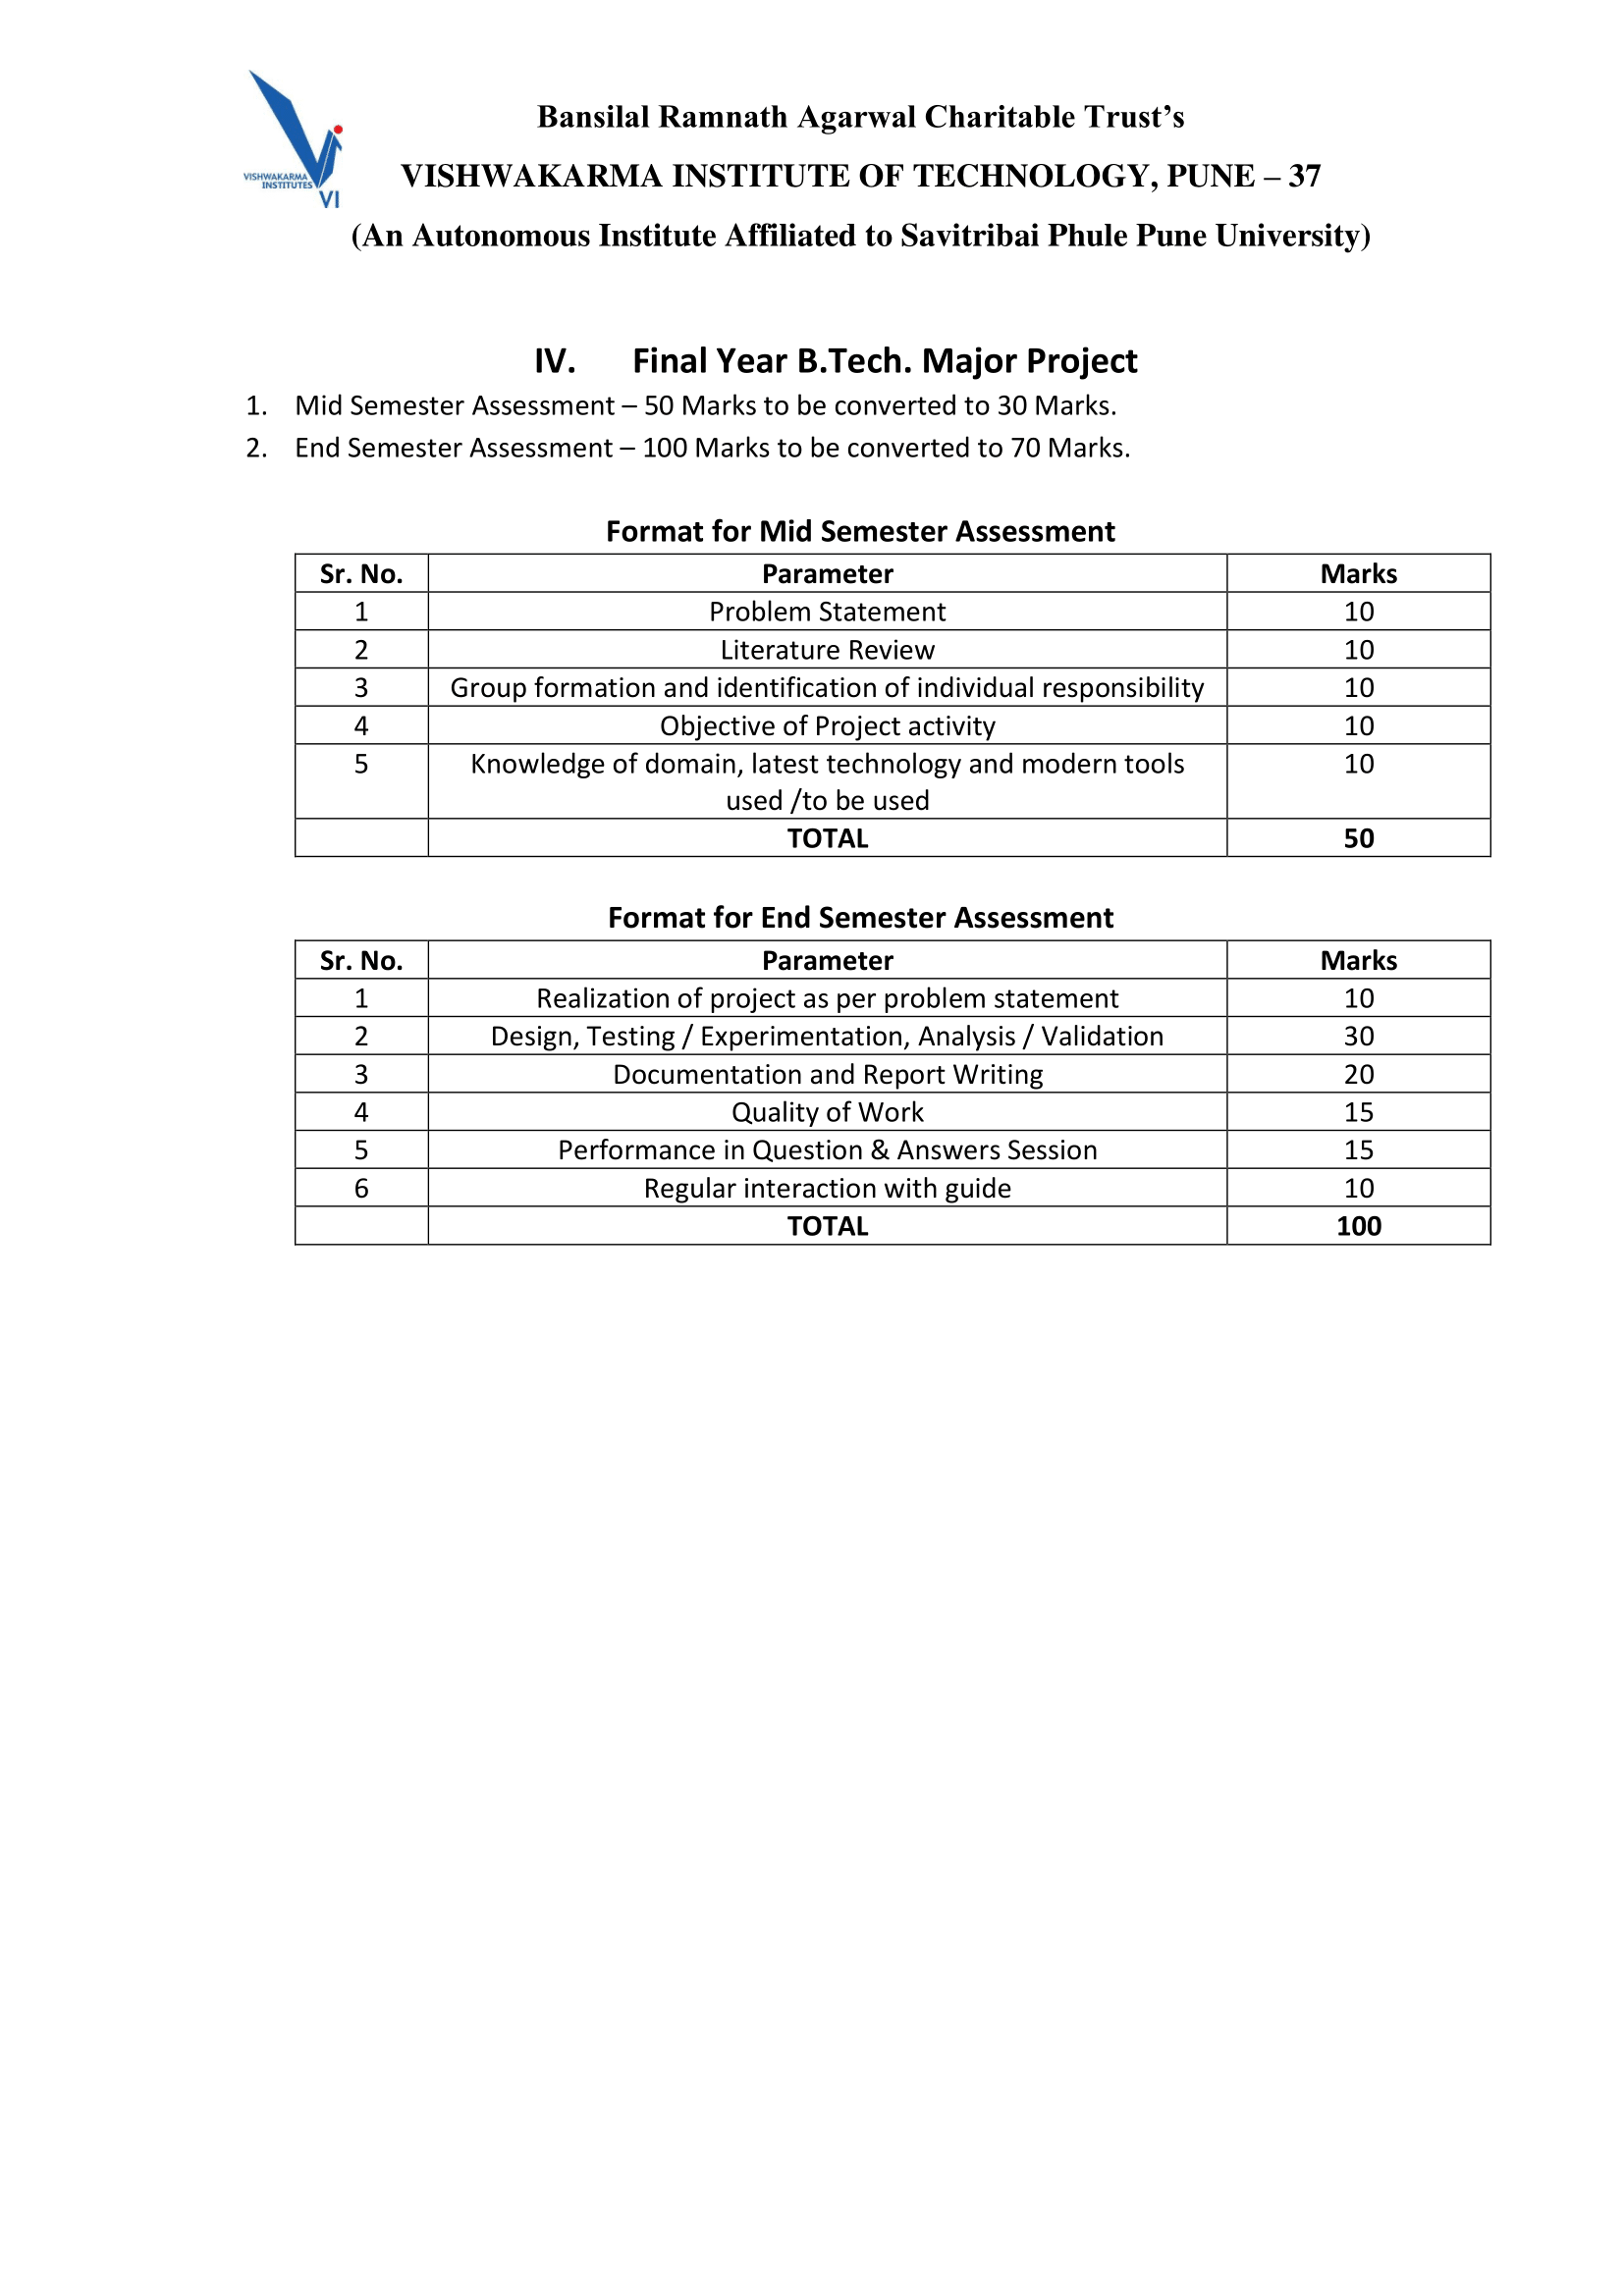 VISHWAKARMA
INSTITUTES
VI
Bansilal Ramnath Agarwal Charitable Trust’s
VISHWAKARMA INSTITUTE OF TECHNOLOGY, PUNE – 37
(An Autonomous Institute Affiliated to Savitribai Phule Pune University)
IV. Final Year B.Tech. Major Project
1. Mid Semester Assessment – 50 Marks to be converted to 30 Marks.
2. End Semester Assessment – 100 Marks to be converted to 70 Marks.
Format for Mid Semester Assessment
Sr. No. Parameter Marks
1 Problem Statement 10
2 Literature Review 10
3 Group formation and identification of individual responsibility 10
4 Objective of Project activity 10
5 Knowledge of domain, latest technology and modern tools 10
used /to be used
TOTAL 50
Format for End Semester Assessment
Sr. No. Parameter Marks
1 Realization of project as per problem statement 10
2 Design, Testing / Experimentation, Analysis / Validation 30
3 Documentation and Report Writing 20
4 Quality of Work 15
5 Performance in Question & Answers Session 15
6 Regular interaction with guide 10
TOTAL 100